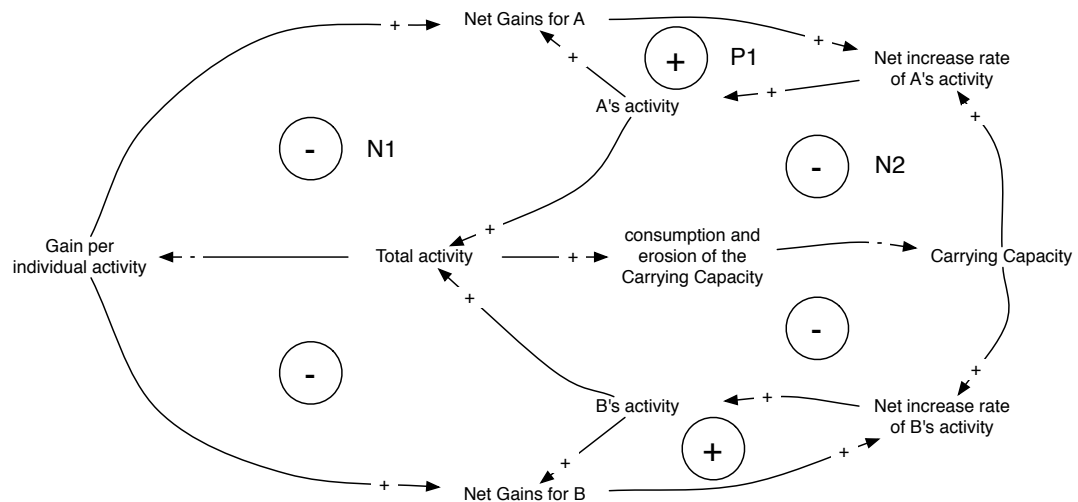 Net Gains for A
+
+
Net increase rate
of A's activity
+
P1
+
+
A's activity
+
-
N1
-
N2
+
Gain per
individual activity
-
Total activity
+
consumption and
erosion of the
Carrying Capacity
-
Carrying Capacity
+
-
-
+
B's activity
+
Net increase rate
of B's activity
+
+
+
+
Net Gains for B